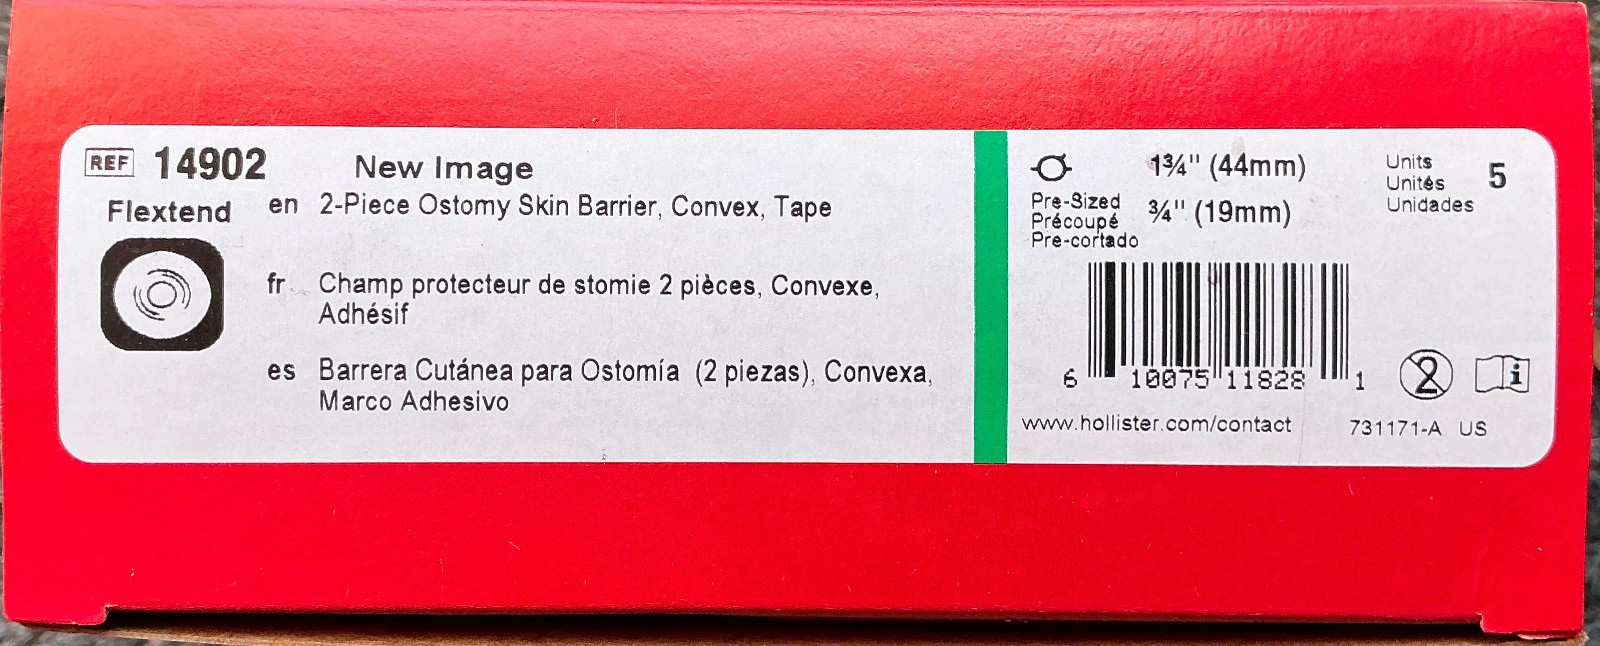 REF 14902 New Image
Flextend
en 2-Piece Ostomy Skin Barrier, Convex, Tape
fr Champ protecteur de stomie 2 pièces, Convexe,
Adhésif
es Barrera Cutánea para Ostomía (2 piezas), Convexa,
Marco Adhesivo
1¾" (44mm)
Pre-Sized
Précoupé
Pre-cortado
¾" (19mm)
Units
Unités
Unidades
5
6 10075 11828 1
2
i
www.hollister.com/contact
731171-A US